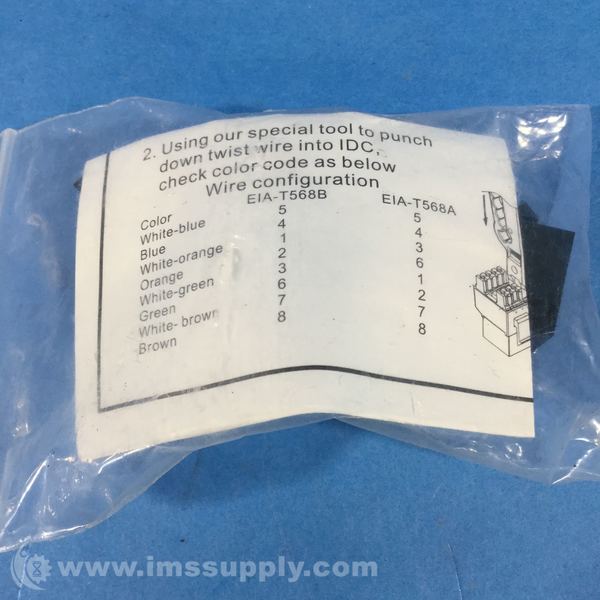 2. Using our special tool to punch
down twist wire into IDC,
check color code as below
Wire configuration
Color EIA-T568B EIA-T568A
White-blue 5 5
Blue 4 4
White-orange 1 3
Orange 2 6
White-green 3 1
Green 6 2
White-brown 7 7
Brown 8 8
www.imssupply.com